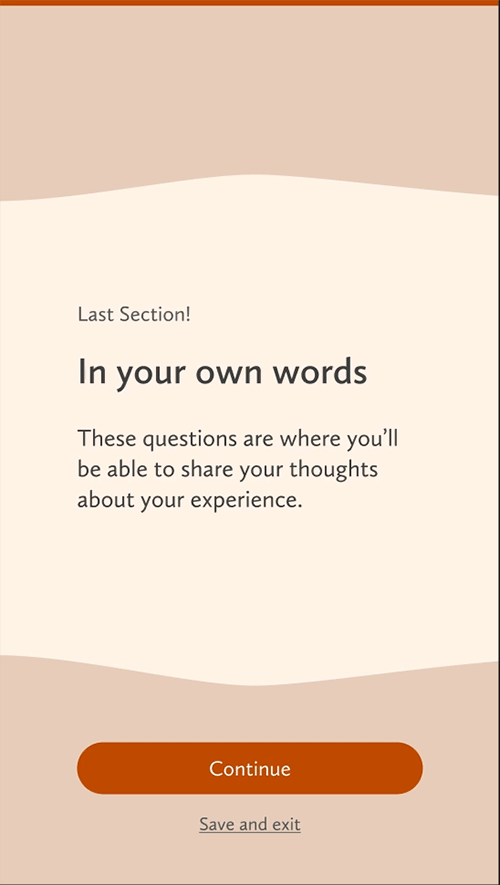 Last Section!
In your own words
These questions are where you’ll
be able to share your thoughts
about your experience.
Continue
Save and exit